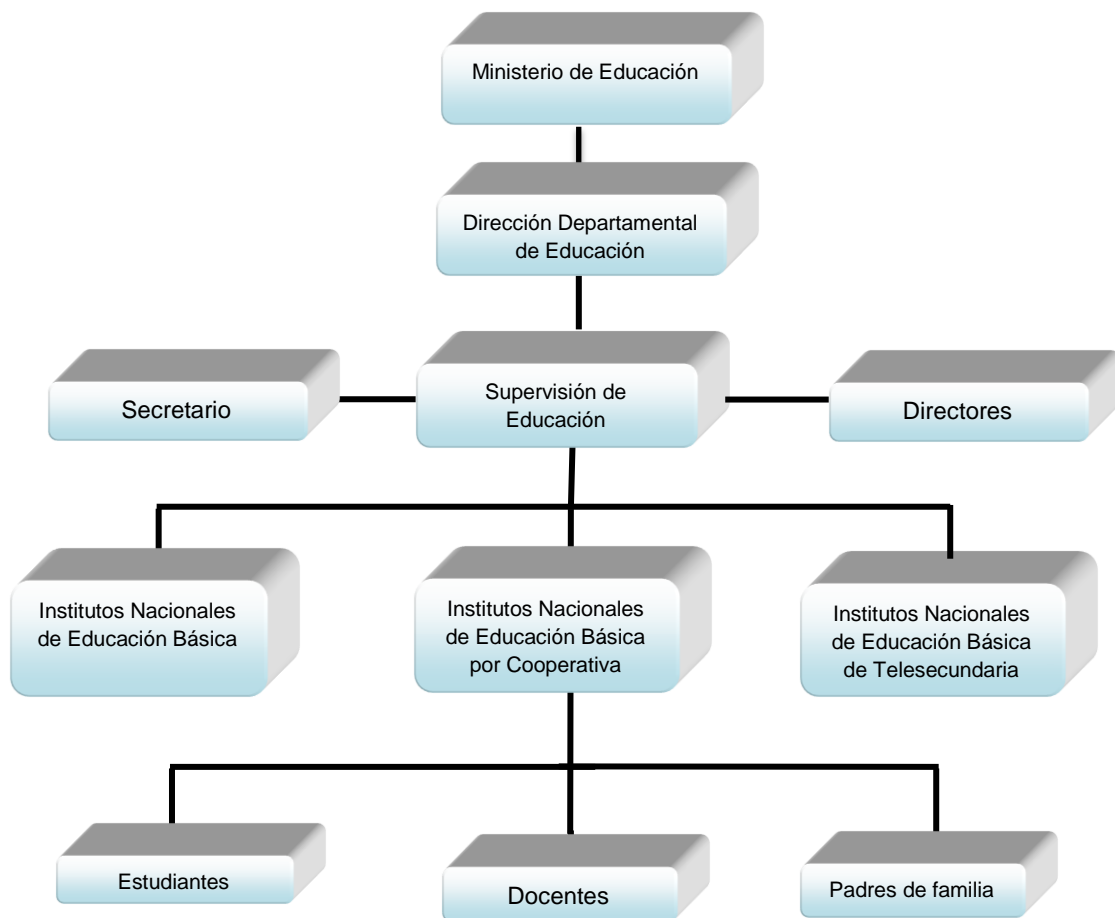 Ministerio de Educación
Dirección Departamental
de Educación
Secretario
Supervisión de
Educación
Directores
Institutos Nacionales
de Educación Básica
Institutos Nacionales
de Educación Básica
por Cooperativa
Institutos Nacionales
de Educación Básica
de Telesecundaria
Estudiantes
Docentes
Padres de familia